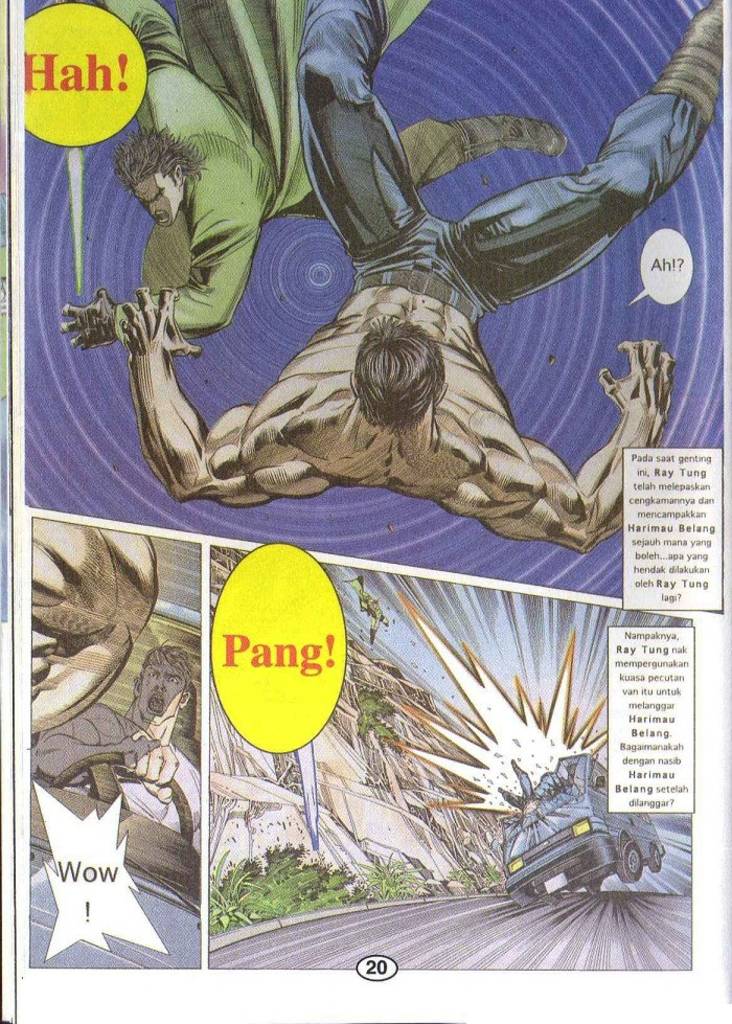 Hah!
Ah!?
Pada saat genting
ini, Ray Tung
telah melepaskan
cengkamannya dan
mencampakkan
Harimau Belang
sejauh mana yang
boleh...apa yang
hendak dilakukan
oleh Ray Tung
lagi?
Wow
!
Pang!
Nampaknya,
Ray Tung nak
mempergunakan
kuasa pecutan
van itu untuk
melanggar
Harimau
Belang.
Bagaimanakah
dengan nasib
Harimau
Belang setelah
dilanggar?
20